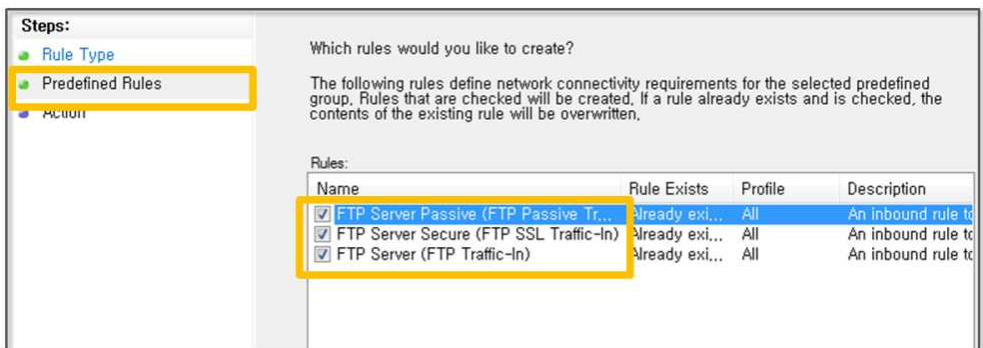 Steps:
Rule Type
Predefined Rules
Action
Which rules would you like to create?
The following rules define network connectivity requirements for the selected predefined
group, Rules that are checked will be created, If a rule already exists and is checked, the
contents of the existing rule will be overwritten,
Rules:
Name Rule Exists Profile Description
FTP Server Passive (FTP Passive Tr... Already exi... All An inbound rule to
FTP Server Secure (FTP SSL Traffic-In) Already exi... All An inbound rule to
FTP Server (FTP Traffic-In) Already exi... All An inbound rule to